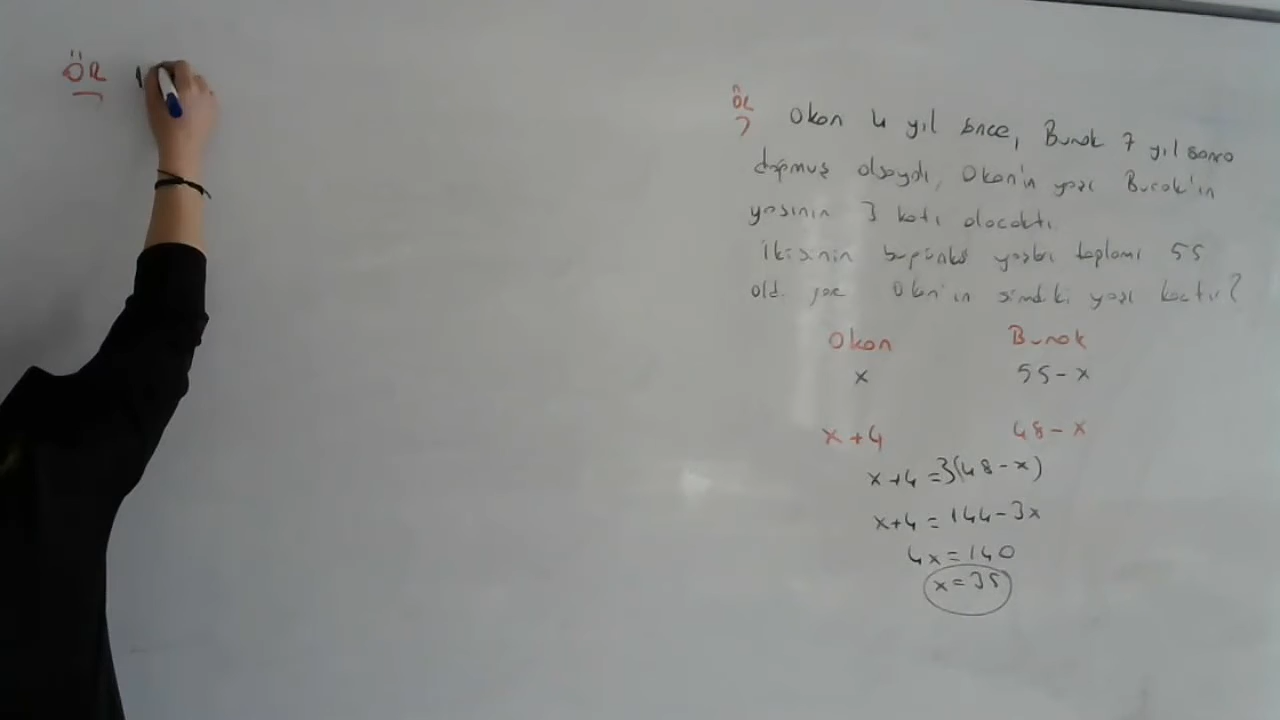 ÖR
ÖR Okan 4 yıl önce, Burak 7 yıl sonra
doğmuş olsaydı, Okan'ın yaşı Burak'ın
yaşının 3 katı olacaktı.
İkisinin bugünkü yaşları toplamı 55
old. göre Okan'ın şimdiki yaşı kaçtır?
Okan Burak
x 55-x
x+4 48-x
x+4=3(48-x)
x+4=144-3x
4x=140
x=35